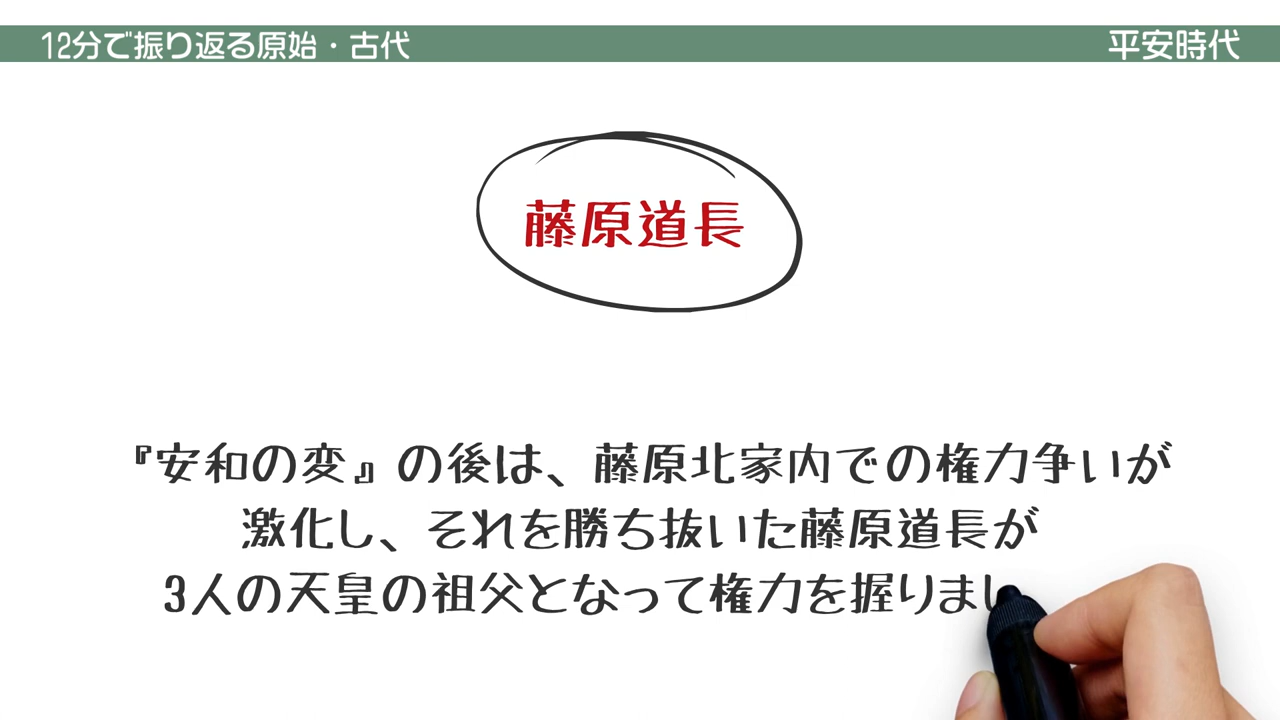 12分で振り返る原始・古代
平安時代
藤原道長
『安和の変』の後は、藤原北家内での権力争いが
激化し、それを勝ち抜いた藤原道長が
3人の天皇の祖父となって権力を握りまし